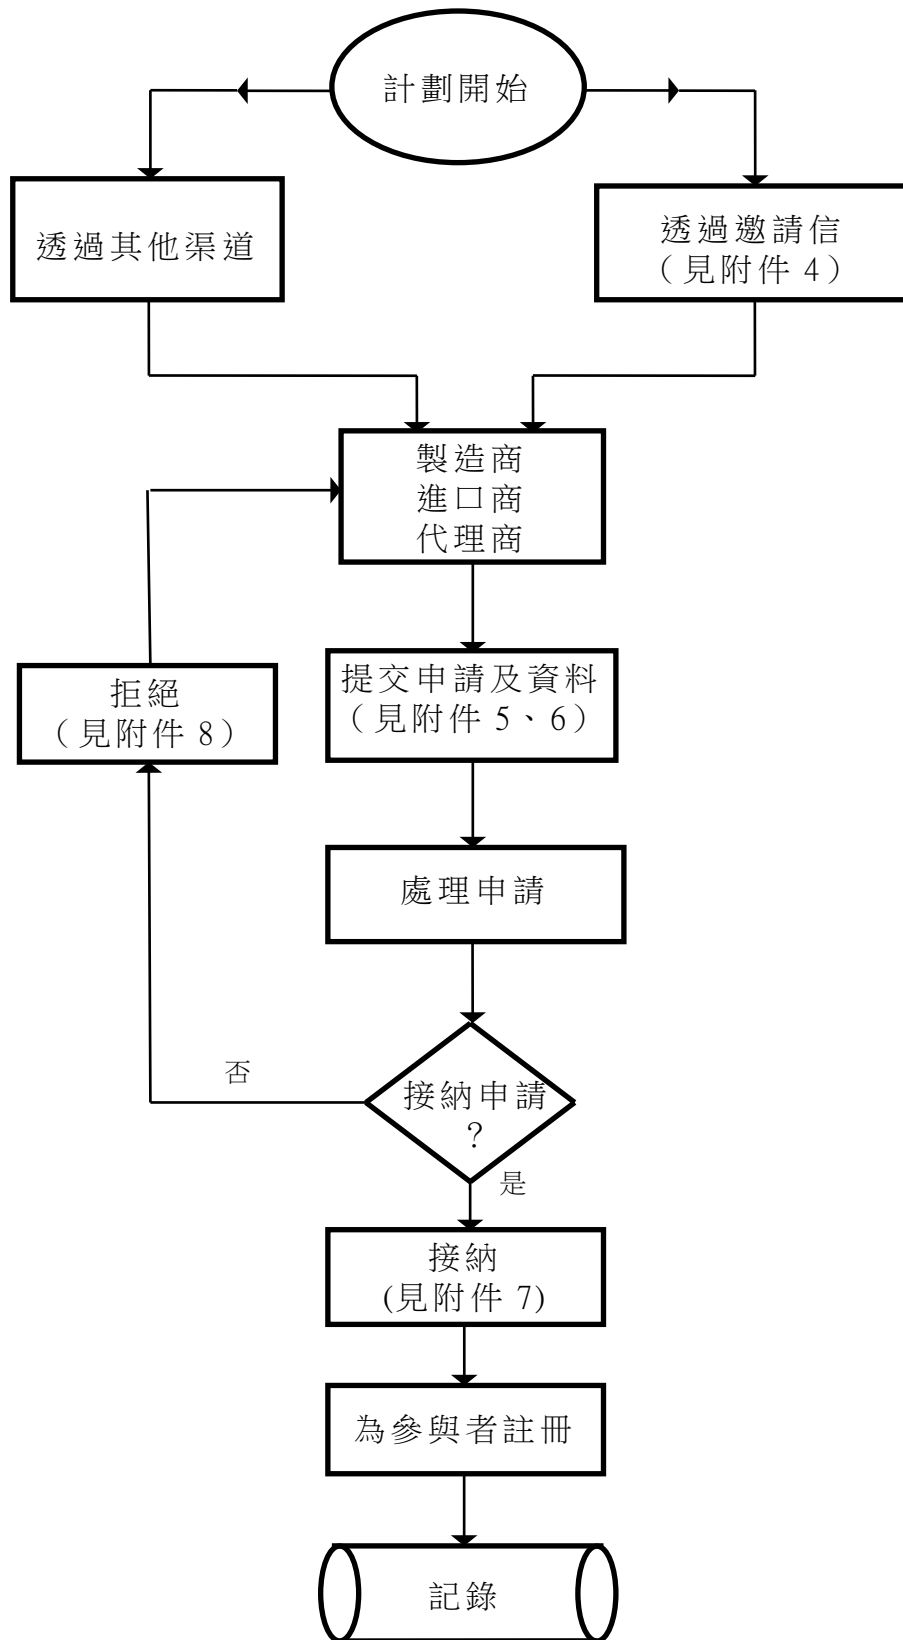 計劃開始
透過其他渠道
透過邀請信
（見附件 4）
製造商
進口商
代理商
拒絕
（見附件 8）
提交申請及資料
（見附件 5、6）
處理申請
否
接納申請
？
是
接納
(見附件 7)
為參與者註冊
記錄